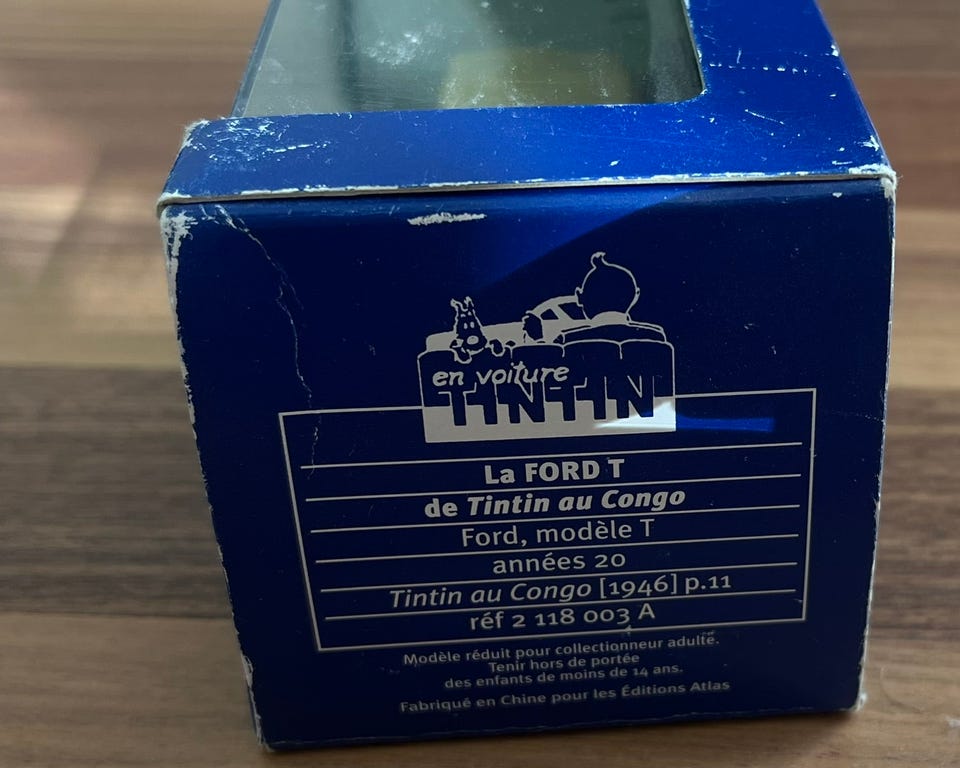 en voiture
TINTIN
La FORD T
de Tintin au Congo
Ford, modèle T
années 20
Tintin au Congo [1946] p.11
réf 2 118 003 A
Modèle réduit pour collectionneur adulte.
Tenir hors de portée
des enfants de moins de 14 ans.
Fabriqué en Chine pour les Éditions Atlas